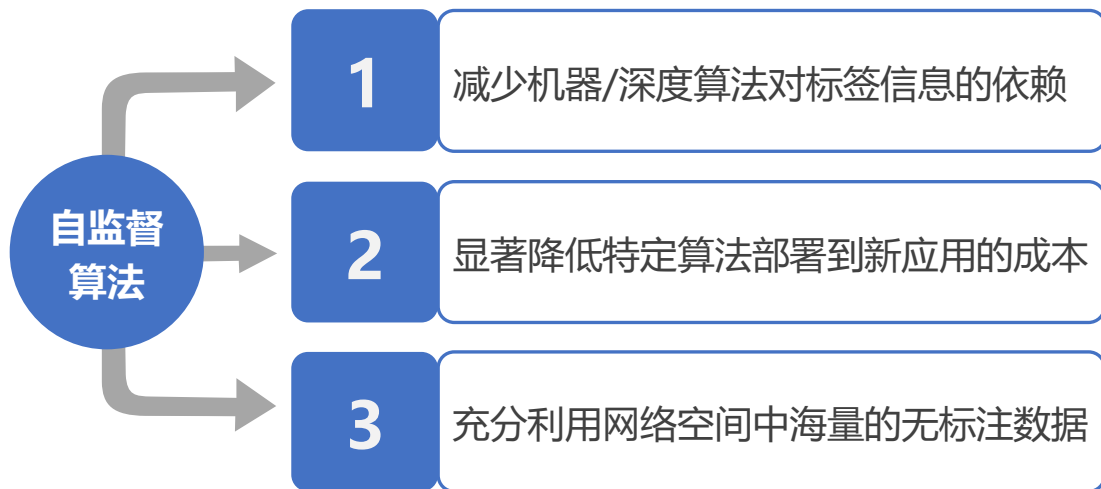 自监督
算法
1
减少机器/深度算法对标签信息的依赖
2
显著降低特定算法部署到新应用的成本
3
充分利用网络空间中海量的无标注数据